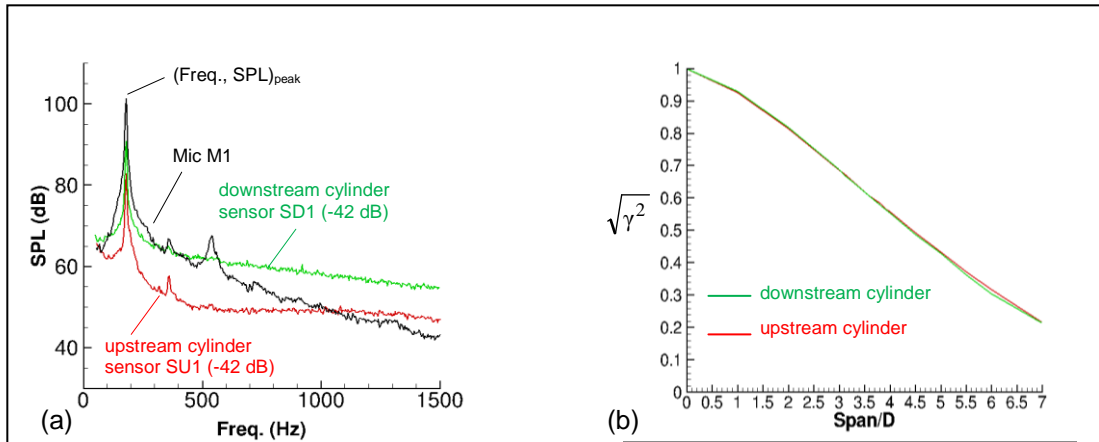 (Freq., SPL)peak
100
80
60
40
SPL (dB)
Mic M1
downstream cylinder
sensor SD1 (-42 dB)
upstream cylinder
sensor SU1 (-42 dB)
0
500
1000
1500
Freq. (Hz)
(a)
1
0.9
0.8
0.7
0.6
0.5
0.4
0.3
0.2
0.1
0
√γ²
downstream cylinder
upstream cylinder
0 0.5 1 1.5 2 2.5 3 3.5 4 4.5 5 5.5 6 6.5 7
Span/D
(b)